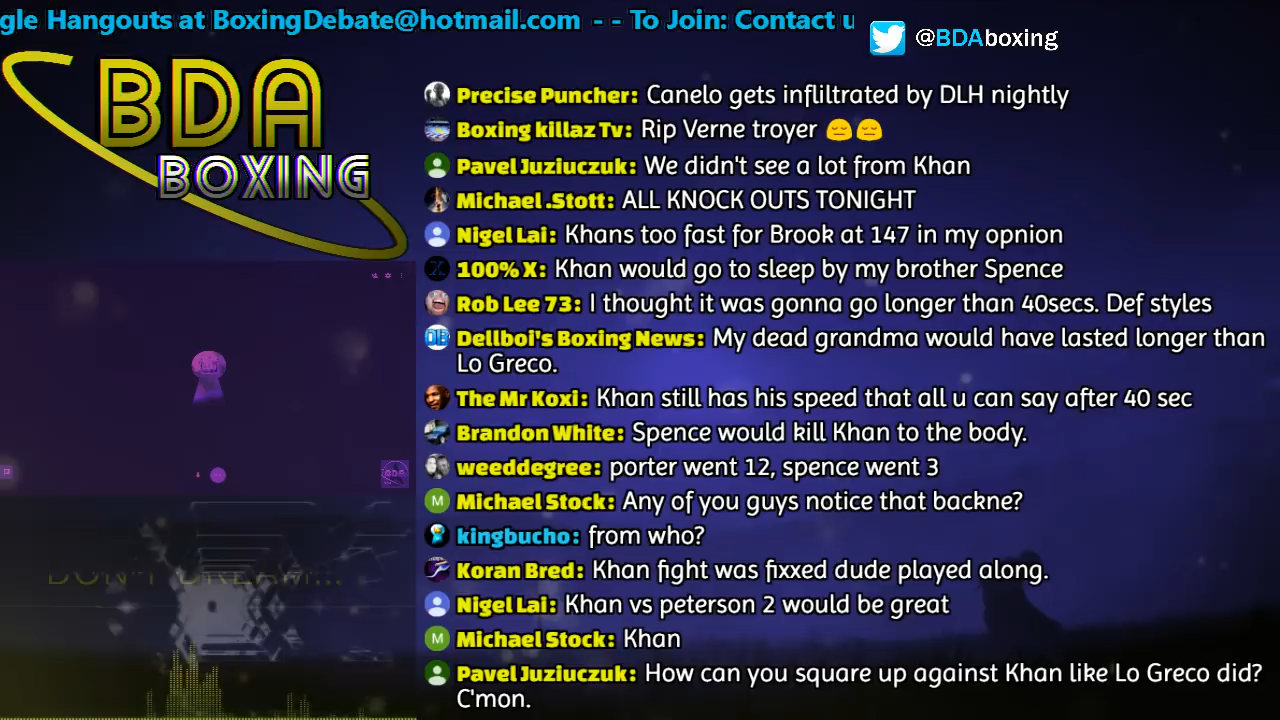 gle Hangouts at BoxingDebate@hotmail.com - - To Join: Contact u
@BDAboxing
BDA
BOXING
Precise Puncher: Canelo gets infliltrated by DLH nightly
Boxing killaz Tv: Rip Verne troyer 😔😔
Pavel Juziuczuk: We didn't see a lot from Khan
Michael .Stott: ALL KNOCK OUTS TONIGHT
Nigel Lai: Khans too fast for Brook at 147 in my opnion
100% X: Khan would go to sleep by my brother Spence
Rob Lee 73: I thought it was gonna go longer than 40secs. Def styles
Dellboi's Boxing News: My dead grandma would have lasted longer than
Lo Greco.
The Mr Koxi: Khan still has his speed that all u can say after 40 sec
Brandon White: Spence would kill Khan to the body.
weeddegree: porter went 12, spence went 3
M Michael Stock: Any of you guys notice that backne?
kingbucho: from who?
Koran Bred: Khan fight was fixxed dude played along.
Nigel Lai: Khan vs peterson 2 would be great
M Michael Stock: Khan
Pavel Juziuczuk: How can you square up against Khan like Lo Greco did?
C'mon.
DON'T DREAM...